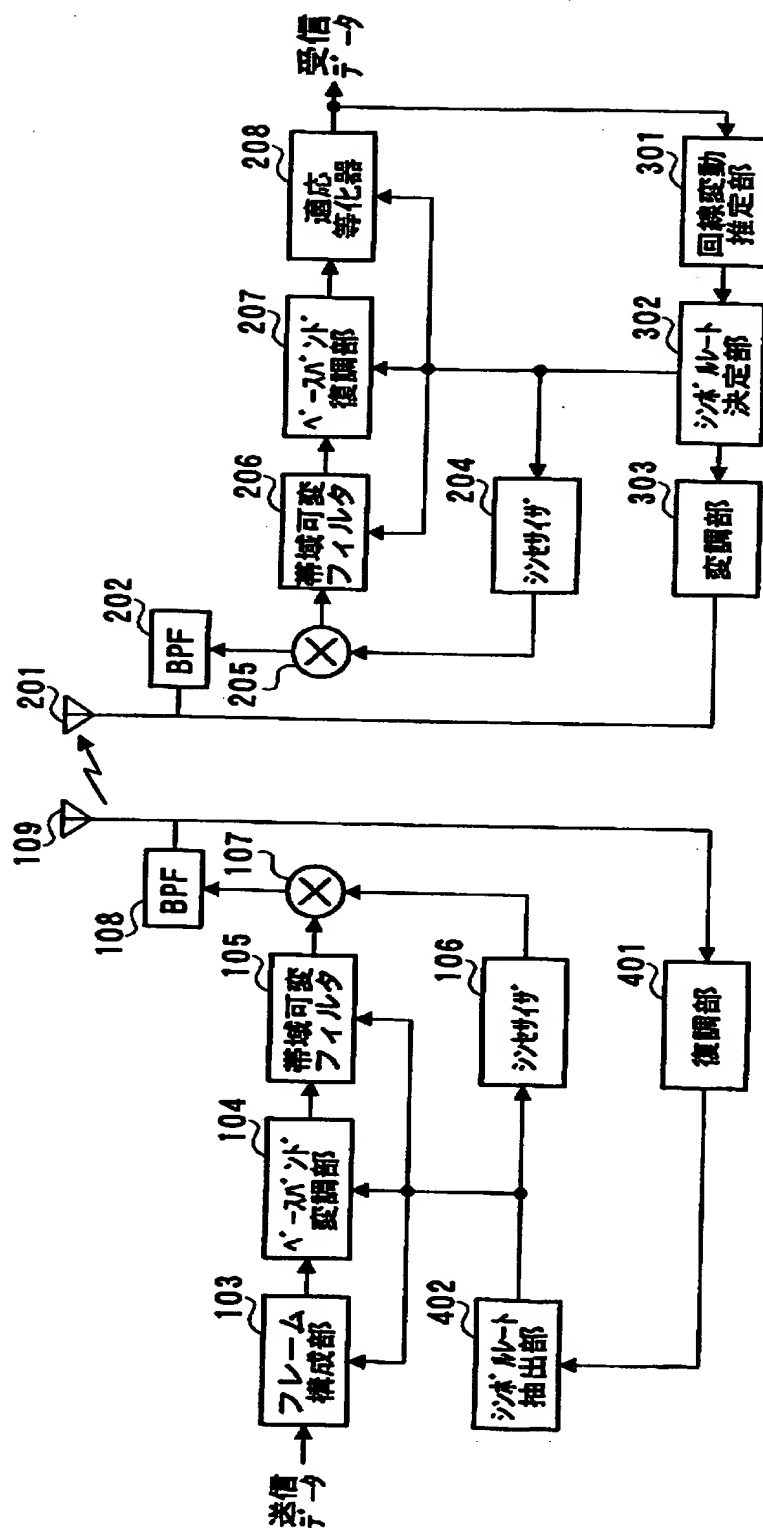 送信
データ
103
フレーム
構成部
104
ベースバンド
変調部
105
帯域可変
フィルタ
107
108
BPF
109
106
シンセサイザ
402
シンボルレート
抽出部
401
復調部
201
202
BPF
205
206
帯域可変
フィルタ
207
ベースバンド
復調部
208
適応
等化器
受信
データ
204
シンセサイザ
303
変調部
302
シンボルレート
決定部
301
回線変動
推定部